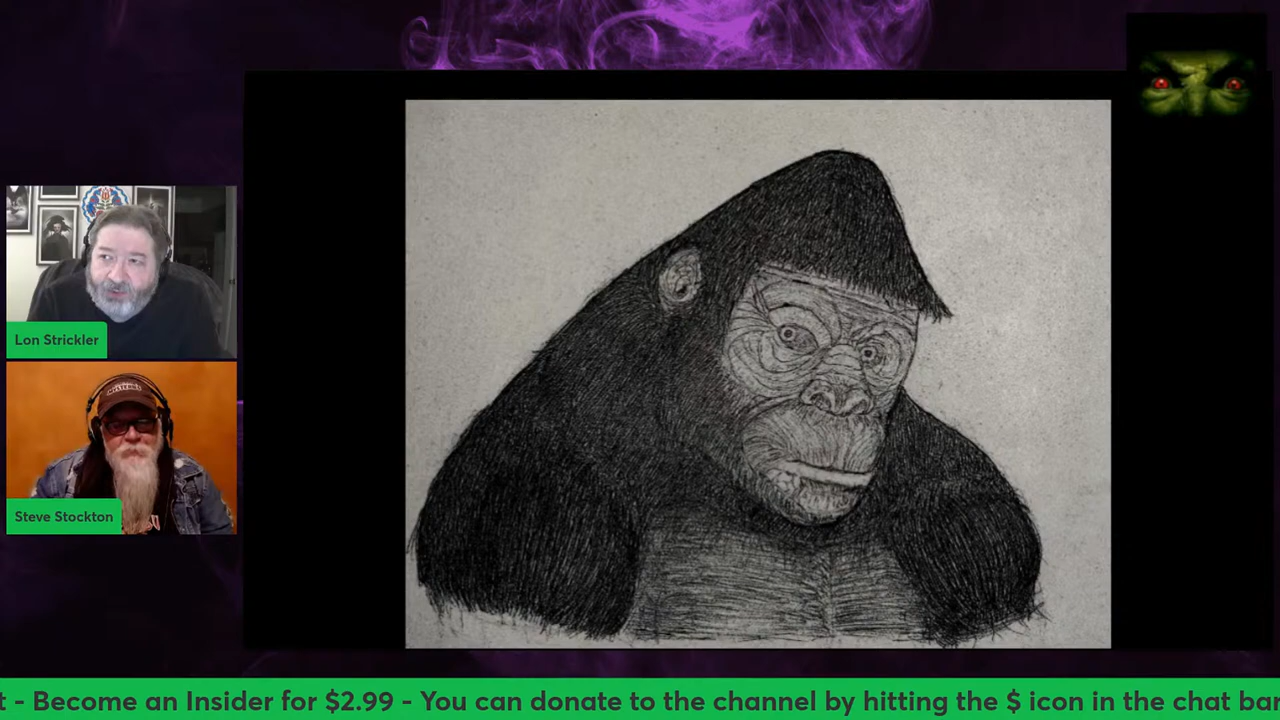 Lon Strickler
MYSTERIES
Steve Stockton
t - Become an Insider for $2.99 - You can donate to the channel by hitting the $ icon in the chat bar